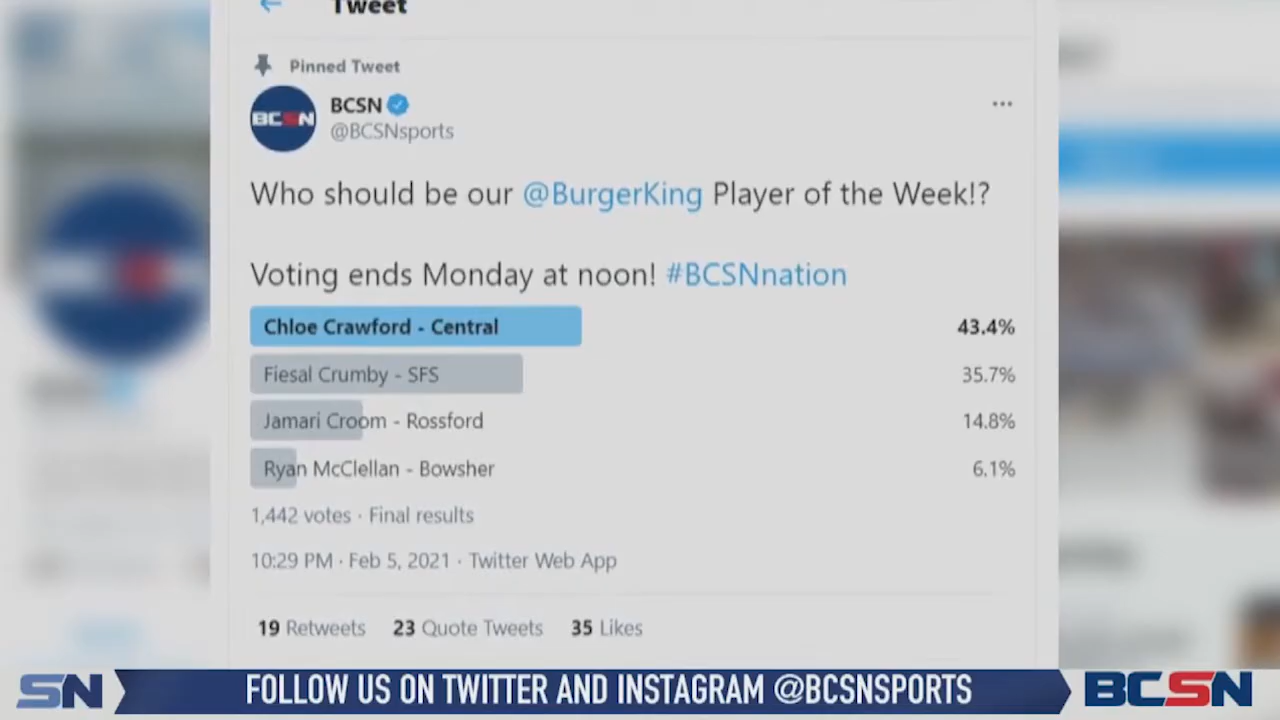 Tweet
Pinned Tweet
BCSN
BCSN
@BCSNsports
Who should be our @BurgerKing Player of the Week!?
Voting ends Monday at noon! #BCSNnation
Chloe Crawford - Central 43.4%
Fiesal Crumby - SFS 35.7%
Jamari Croom - Rossford 14.8%
Ryan McClellan - Bowsher 6.1%
1,442 votes · Final results
10:29 PM · Feb 5, 2021 · Twitter Web App
19 Retweets 23 Quote Tweets 35 Likes
SN FOLLOW US ON TWITTER AND INSTAGRAM @BCSNSPORTS BCSN